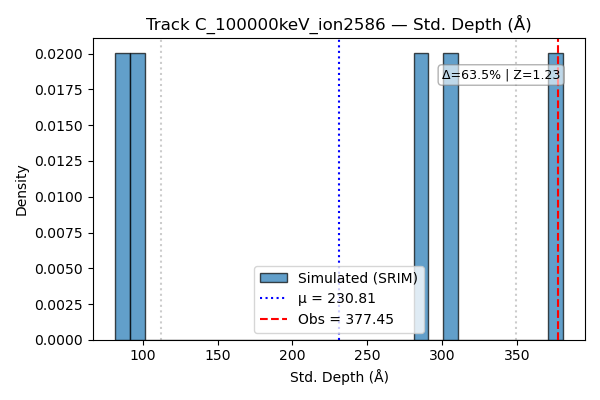 Track C_100000keV_ion2586 — Std. Depth (Å)
0.0200
0.0175
0.0150
0.0125
0.0100
0.0075
0.0050
0.0025
0.0000
Density
Δ=63.5% | Z=1.23
Simulated (SRIM)
μ = 230.81
Obs = 377.45
100 150 200 250 300 350
Std. Depth (Å)